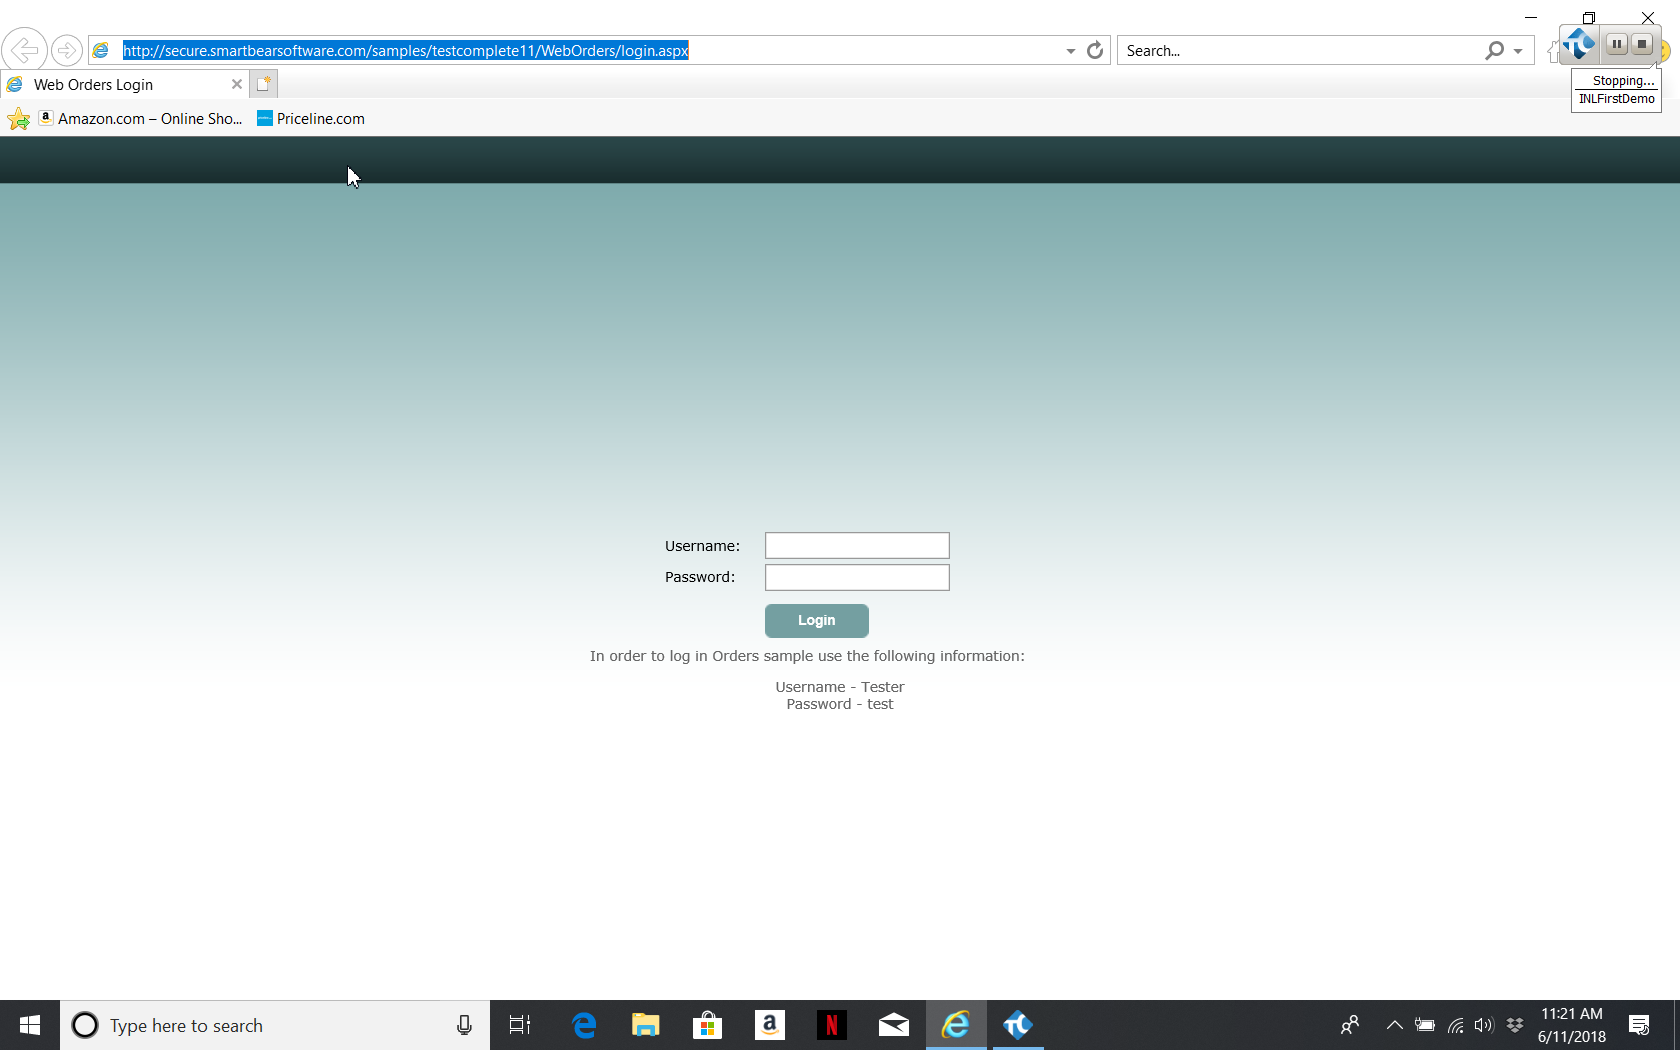 http://secure.smartbearsoftware.com/samples/testcomplete11/WebOrders/login.aspx
Search...
Stopping...
INLFirstDemo
Web Orders Login
Amazon.com – Online Sho...
Priceline.com
Username:
Password:
Login
In order to log in Orders sample use the following information:
Username - Tester
Password - test
Type here to search
11:21 AM
6/11/2018